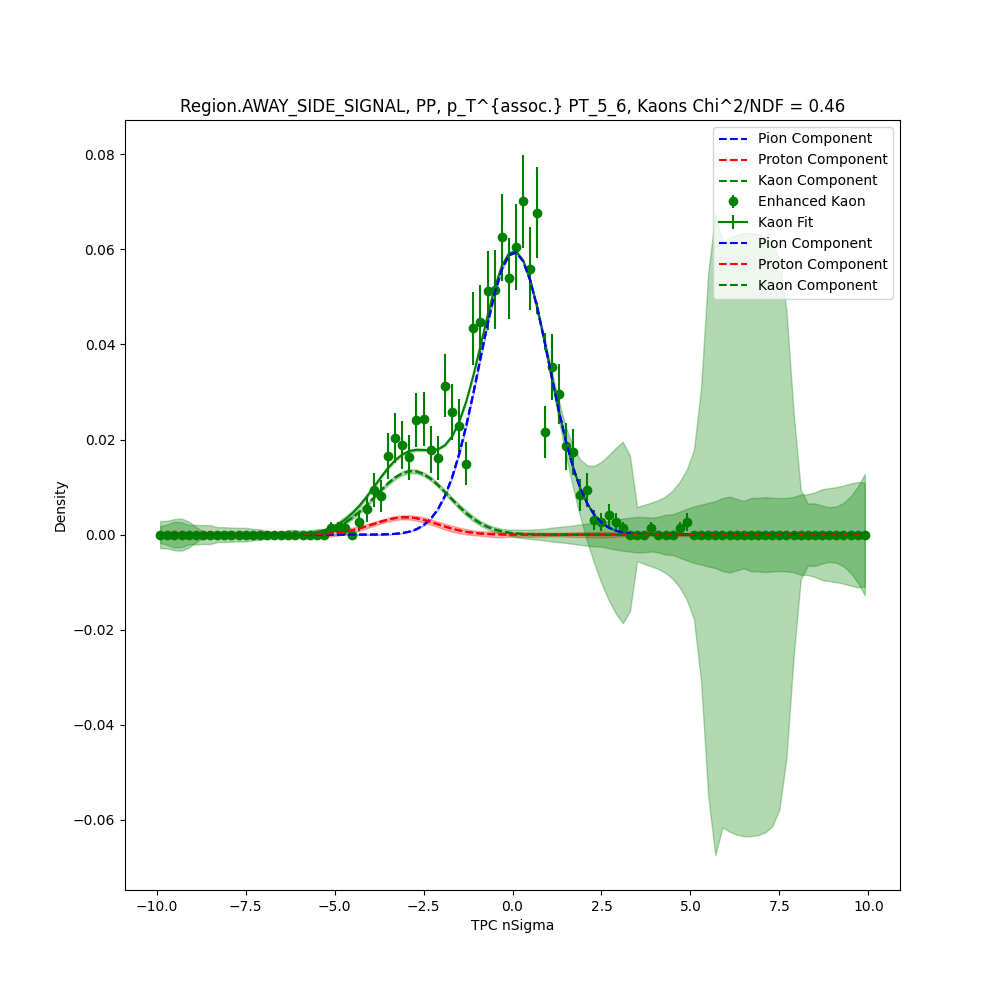 Region.AWAY_SIDE_SIGNAL, PP, p_T^{assoc.} PT_5_6, Kaons Chi^2/NDF = 0.46
Pion Component
Proton Component
Kaon Component
Enhanced Kaon
Kaon Fit
Pion Component
Proton Component
Kaon Component
0.08
0.06
0.04
0.02
0.00
−0.02
−0.04
−0.06
Density
−10.0 −7.5 −5.0 −2.5 0.0 2.5 5.0 7.5 10.0
TPC nSigma